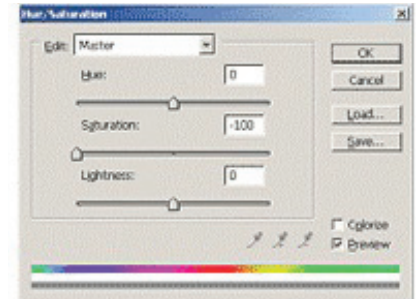 Hue/Saturation
Edit: Master
OK
Hue: 0
Cancel
Load...
Saturation: -100
Save...
Lightness: 0
Colorize
Preview